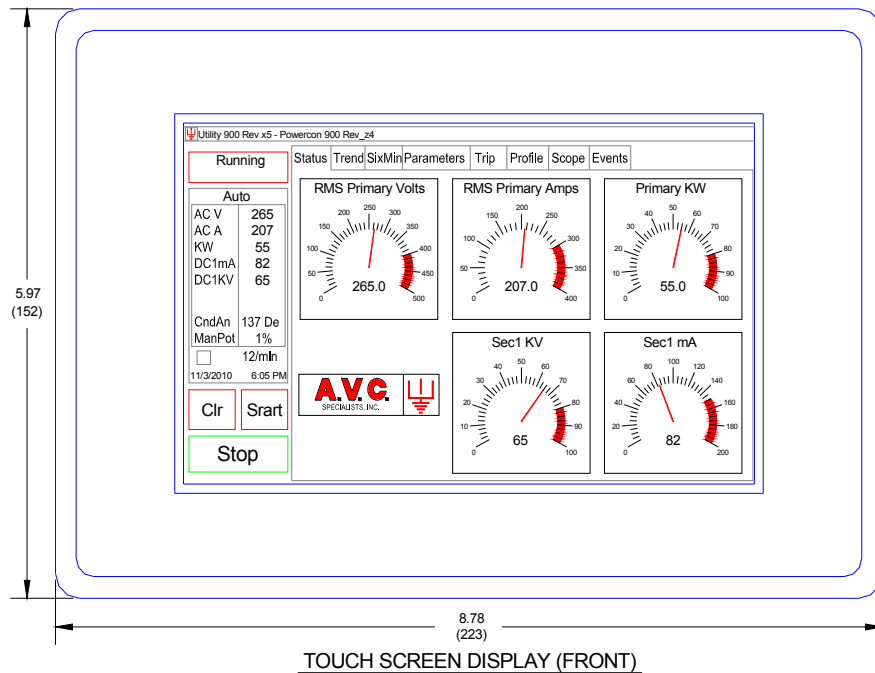 Utility 900 Rev x5 - Powercon 900 Rev_z4
Running
Status Trend SixMin Parameters Trip Profile Scope Events
Auto
AC V 265
AC A 207
KW 55
DC1mA 82
DC1KV 65
CndAn 137 De
ManPot 1%
12/mln
11/3/2010 6:05 PM
Clr Srart
Stop
RMS Primary Volts
0 50 100 150 200 250 300 350 400 450 500
265.0
RMS Primary Amps
0 50 100 150 200 250 300 350 400
207.0
Primary KW
0 10 20 30 40 50 60 70 80 90 100
55.0
A.V.C.
SPECIALISTS, INC.
Sec1 KV
0 10 20 30 40 50 60 70 80 90 100
65
Sec1 mA
0 20 40 60 80 100 120 140 160 180 200
82
5.97
(152)
8.78
(223)
TOUCH SCREEN DISPLAY (FRONT)